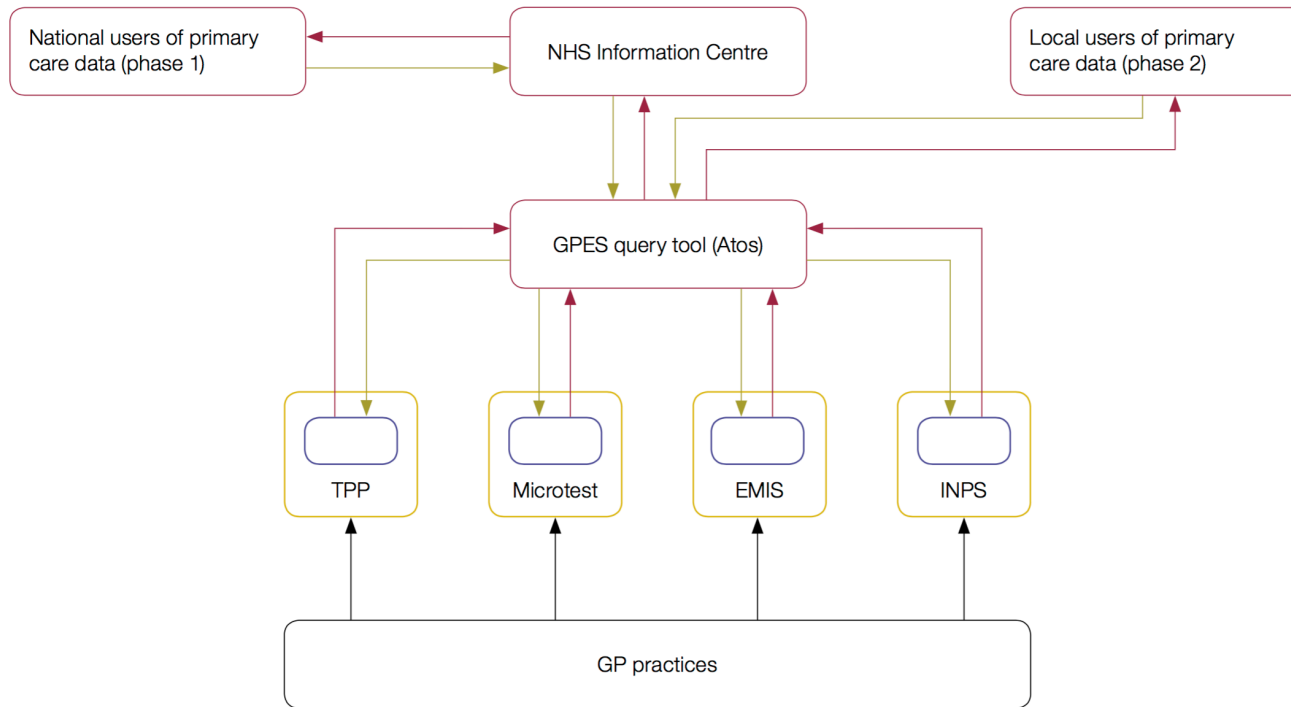 National users of primary
care data (phase 1)
NHS Information Centre
Local users of primary
care data (phase 2)
GPES query tool (Atos)
TPP
Microtest
EMIS
INPS
GP practices